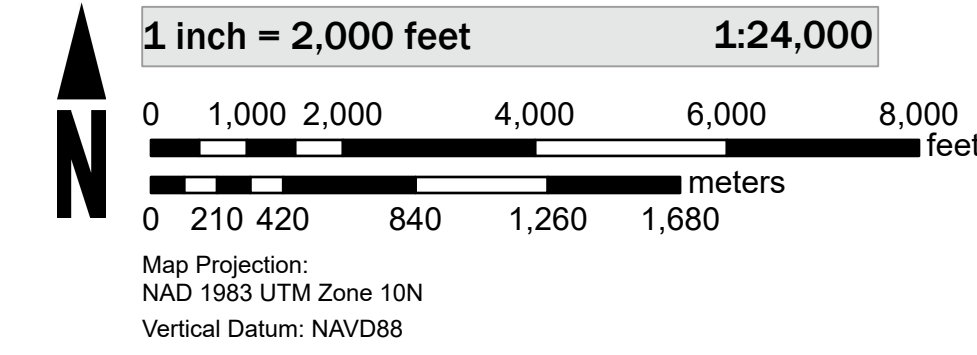 N
1 inch = 2,000 feet 1:24,000
0 1,000 2,000 4,000 6,000 8,000
feet
meters
0 210 420 840 1,260 1,680
Map Projection:
NAD 1983 UTM Zone 10N
Vertical Datum: NAVD88